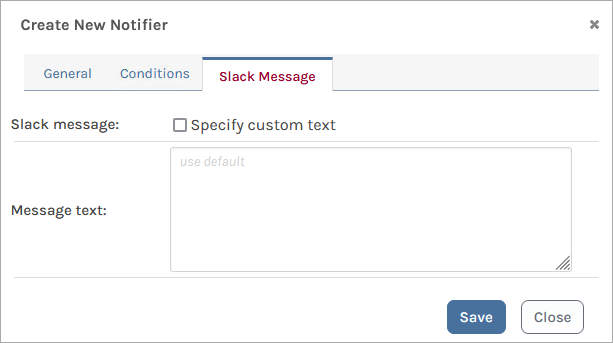 Create New Notifier ×
General Conditions Slack Message
Slack message: Specify custom text
use default
Message text:
Save Close